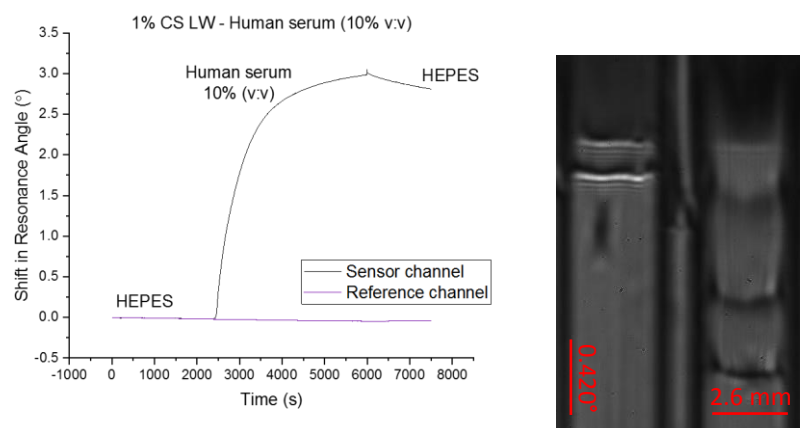 1% CS LW - Human serum (10% v:v)
3.5
3.0
2.5
2.0
1.5
1.0
0.5
0.0
-0.5
Shift in Resonance Angle (°)
Human serum
10% (v:v)
HEPES
HEPES
Sensor channel
Reference channel
-1000 0 1000 2000 3000 4000 5000 6000 7000 8000
Time (s)
0.420°
2.6 mm